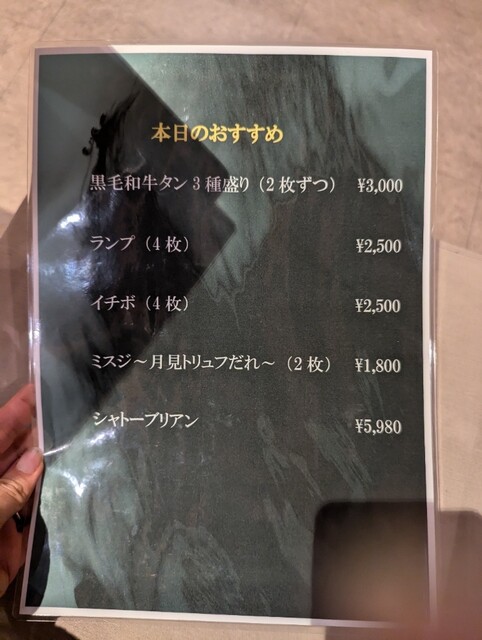 本日のおすすめ
黒毛和牛タン3種盛り（2枚ずつ） ¥3,000
ランプ（4枚） ¥2,500
イチボ（4枚） ¥2,500
ミスジ～月見トリュフだれ～（2枚） ¥1,800
シャトーブリアン ¥5,980